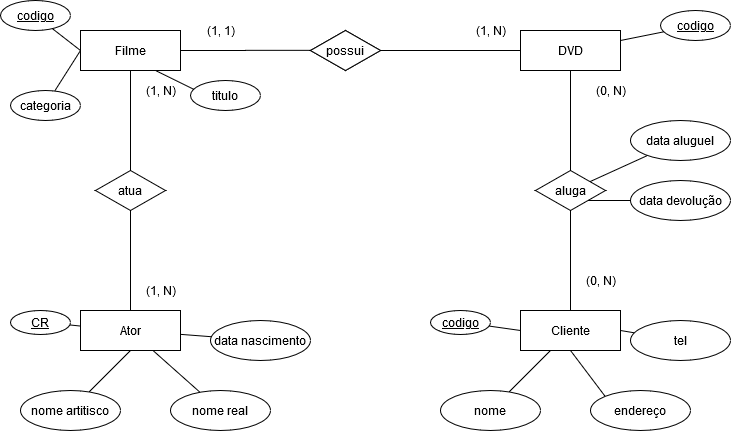 codigo
(1, 1)
(1, N)
codigo
Filme
possui
DVD
categoria
(1, N)
titulo
(0, N)
data aluguel
atua
aluga
data devolução
(0, N)
(1, N)
CR
Ator
data nascimento
codigo
Cliente
tel
nome artitisco
nome real
nome
endereço